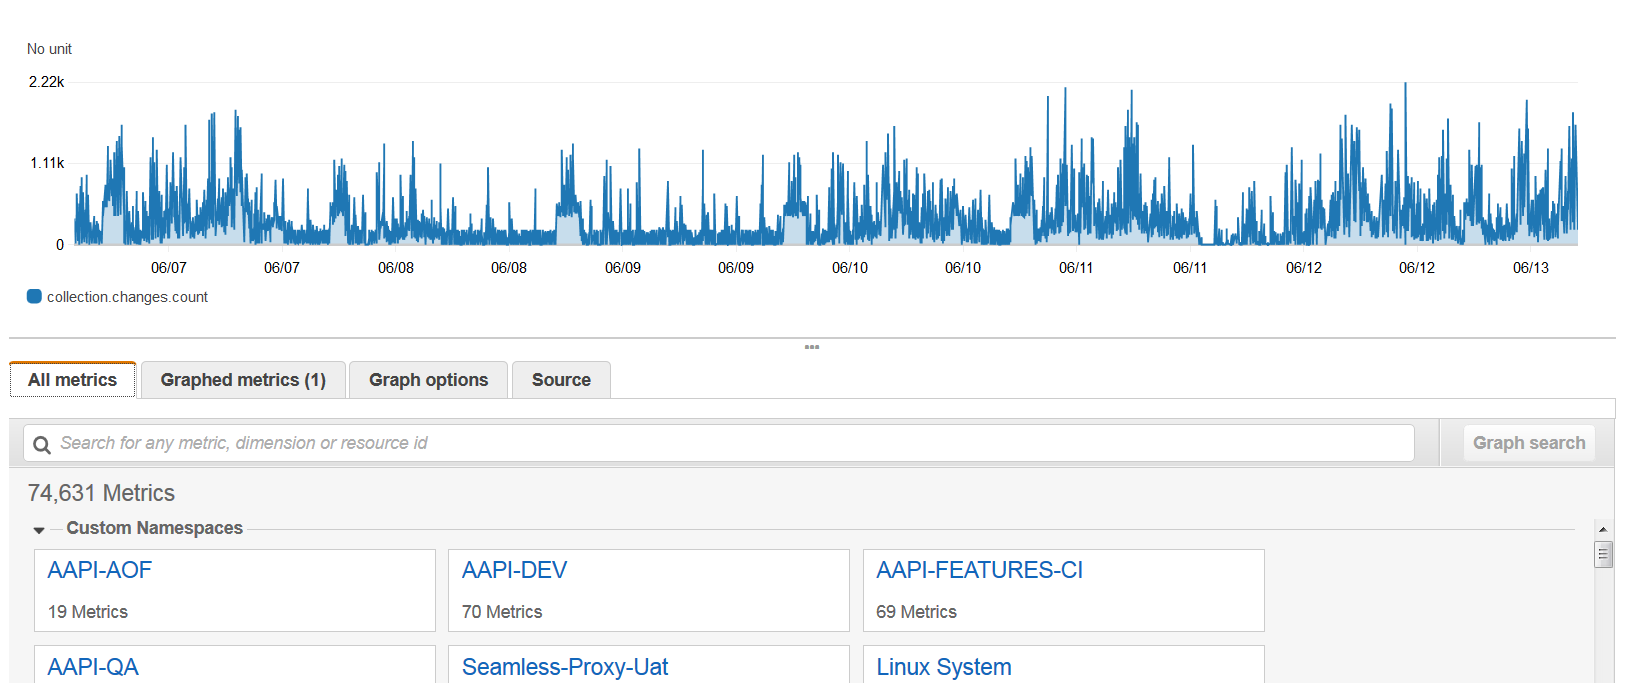 No unit
2.22k
1.11k
0
06/07 06/07 06/08 06/08 06/09 06/09 06/10 06/10 06/11 06/11 06/12 06/12 06/13
collection.changes.count
All metrics Graphed metrics (1) Graph options Source
Search for any metric, dimension or resource id Graph search
74,631 Metrics
Custom Namespaces
AAPI-AOF AAPI-DEV AAPI-FEATURES-CI
19 Metrics 70 Metrics 69 Metrics
AAPI-QA Seamless-Proxy-Uat Linux System